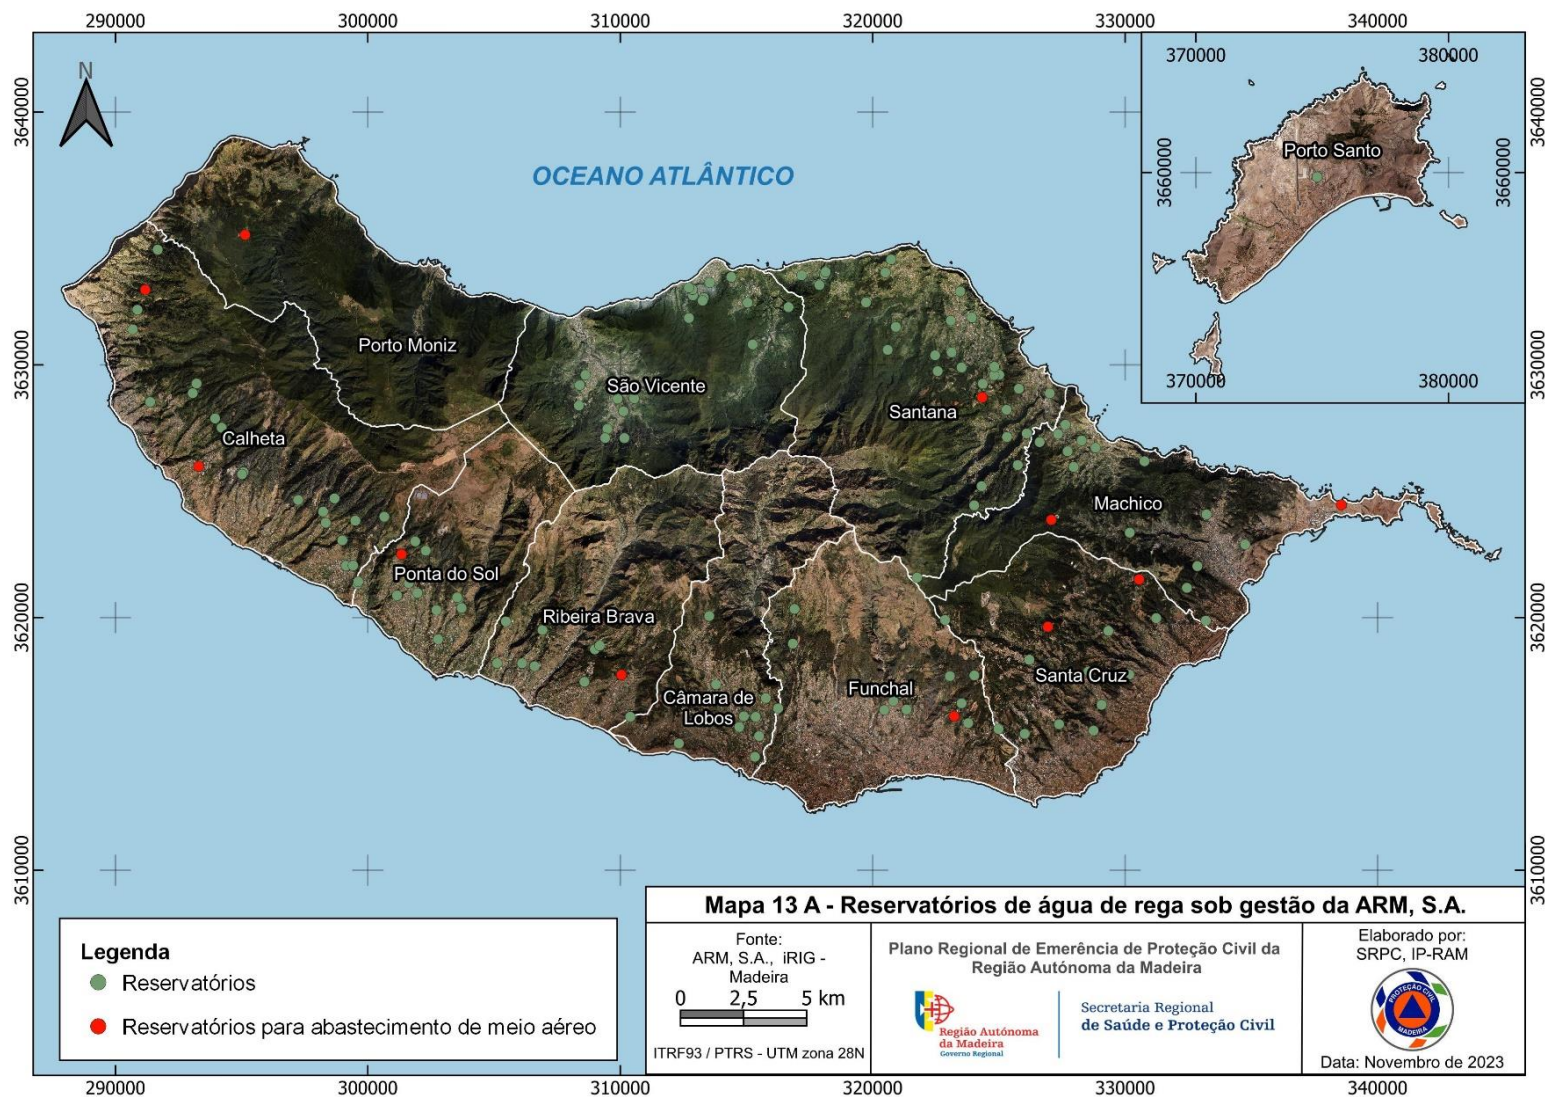 290000 300000 310000 320000 330000 340000
370000 380000
N
3640000
3640000
OCEANO ATLÂNTICO
Porto Santo
3660000
3660000
Porto Moniz
São Vicente
3630000
3630000
370000 380000
Santana
Calheta
Machico
Ponta do Sol
Ribeira Brava
3620000
3620000
Santa Cruz
Funchal
Câmara de
Lobos
3610000
3610000
Mapa 13 A - Reservatórios de água de rega sob gestão da ARM, S.A.
Legenda
Reservatórios
Reservatórios para abastecimento de meio aéreo
Fonte:
ARM, S.A., iRIG -
Madeira
0 2,5 5 km
ITRF93 / PTRS - UTM zona 28N
Plano Regional de Emerência de Proteção Civil da
Região Autónoma da Madeira
Região Autónoma
da Madeira
Governo Regional
Secretaria Regional
de Saúde e Proteção Civil
Elaborado por:
SRPC, IP-RAM
PROTEÇÃO CIVIL
MADEIRA
Data: Novembro de 2023
290000 300000 310000 320000 330000 340000